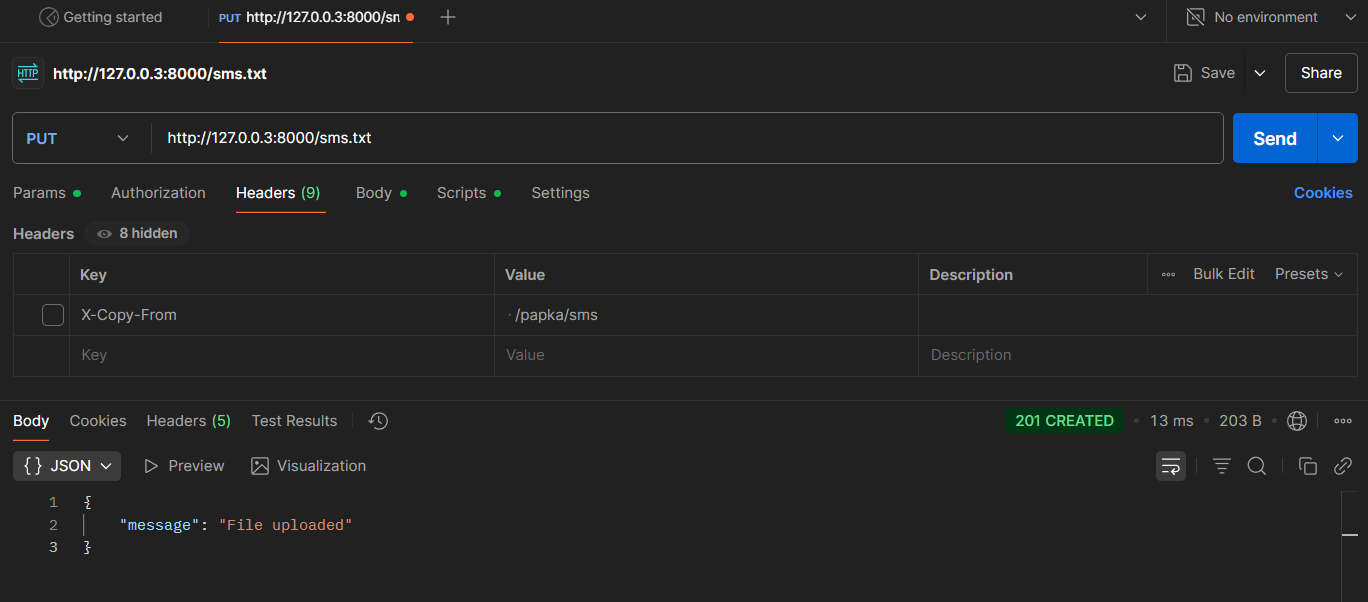 Getting started PUT http://127.0.0.3:8000/sn No environment
HTTP http://127.0.0.3:8000/sms.txt Save Share
PUT http://127.0.0.3:8000/sms.txt Send
Params Authorization Headers (9) Body Scripts Settings Cookies
Headers 8 hidden
Key Value Description Bulk Edit Presets
X-Copy-From /papka/sms
Key Value Description
Body Cookies Headers (5) Test Results 201 CREATED • 13 ms • 203 B •
{} JSON Preview Visualization
1 {
2 "message": "File uploaded"
3 }